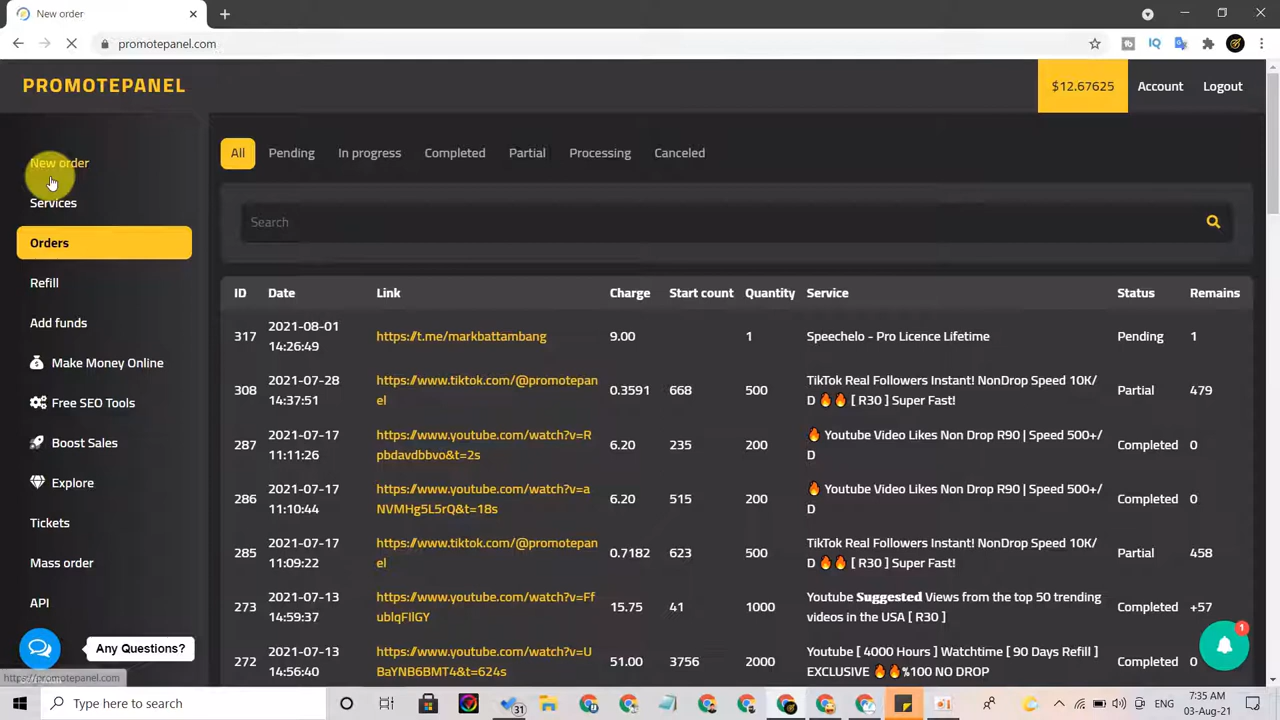 New order
promotepanel.com
PROMOTEPANEL
$12.67625 Account Logout
New order
Services
Orders
Refill
Add funds
Make Money Online
Free SEO Tools
Boost Sales
Explore
Tickets
Mass order
API
Any Questions?
https://promotepanel.com
All Pending In progress Completed Partial Processing Canceled
Search
ID Date Link Charge Start count Quantity Service Status Remains
317 2021-08-01 14:26:49 https://t.me/markbattambang 9.00 1 Speechelo - Pro Licence Lifetime Pending 1
308 2021-07-28 https://www.tiktok.com/@promotepan 0.3591 668 500 TikTok Real Followers Instant! NonDrop Speed 10K/ Partial 479
14:37:51 el D 🔥🔥 [ R30 ] Super Fast!
287 2021-07-17 https://www.youtube.com/watch?v=R 6.20 235 200 🔥 Youtube Video Likes Non Drop R90 | Speed 500+/ Completed 0
11:11:26 pbdavdbbvo&t=2s D
286 2021-07-17 https://www.youtube.com/watch?v=a 6.20 515 200 🔥 Youtube Video Likes Non Drop R90 | Speed 500+/ Completed 0
11:10:44 NVMHg5L5rQ&t=18s D
285 2021-07-17 https://www.tiktok.com/@promotepan 0.7182 623 500 TikTok Real Followers Instant! NonDrop Speed 10K/ Partial 458
11:09:22 el D 🔥🔥 [ R30 ] Super Fast!
273 2021-07-13 https://www.youtube.com/watch?v=Ff 15.75 41 1000 Youtube Suggested Views from the top 50 trending Completed +57
14:59:37 ublqFIlGY videos in the USA [ R30 ]
272 2021-07-13 https://www.youtube.com/watch?v=U 51.00 3756 2000 Youtube [ 4000 Hours ] Watchtime [ 90 Days Refill ] Completed 0
14:56:40 BaYNB6BMT4&t=624s EXCLUSIVE 🔥🔥%100 NO DROP
1
Type here to search
31
ENG
7:35 AM
03-Aug-21